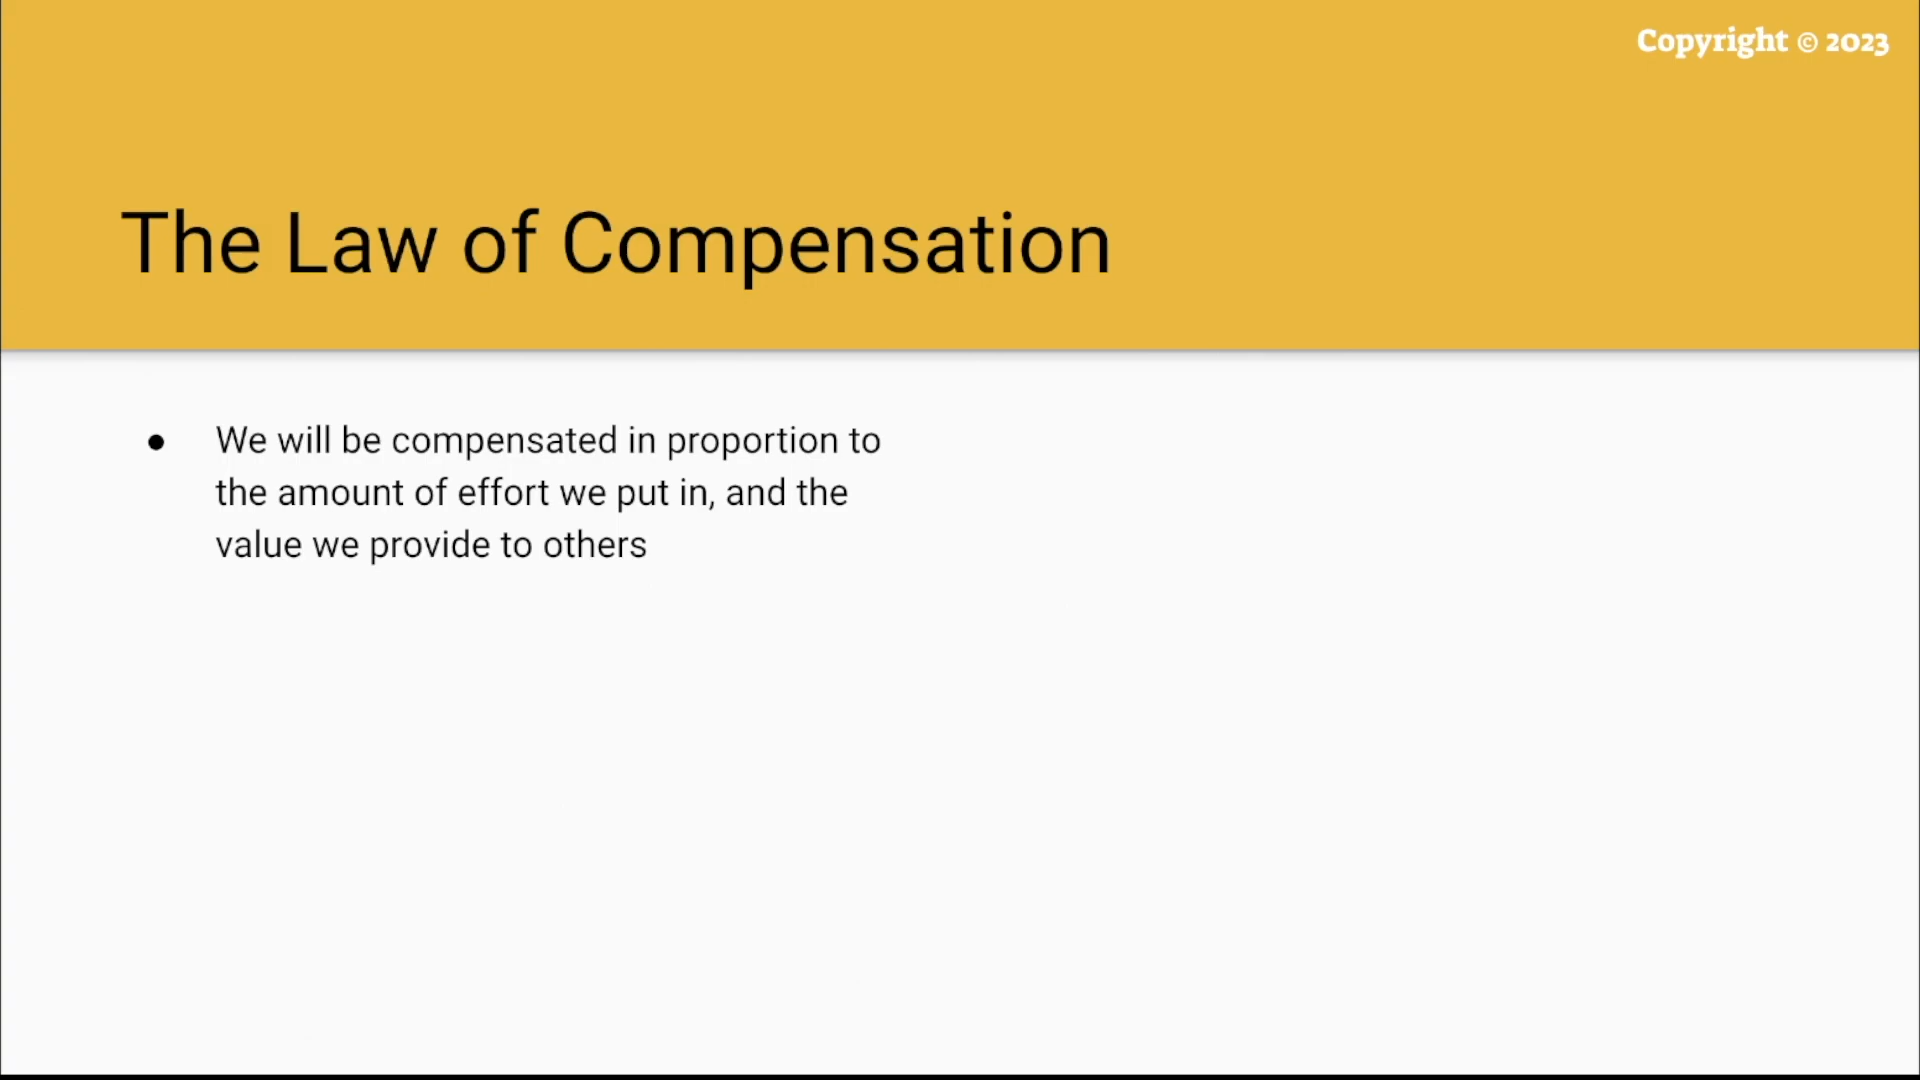 Copyright © 2023
The Law of Compensation
● We will be compensated in proportion to
the amount of effort we put in, and the
value we provide to others